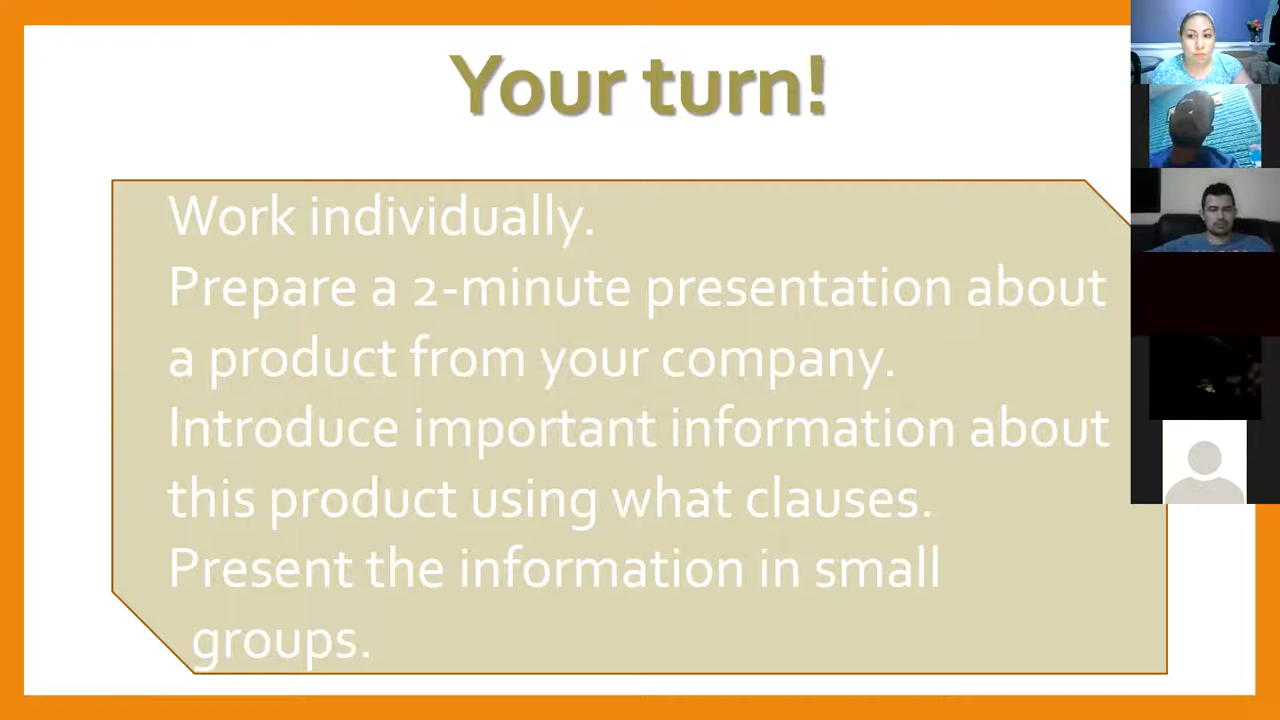 Your turn!
Work individually.
Prepare a 2-minute presentation about
a product from your company.
Introduce important information about
this product using what clauses.
Present the information in small
groups.